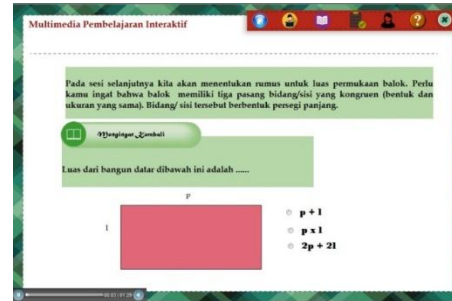 Multimedia Pembelajaran Interaktif
Pada sesi selanjutnya kita akan menentukan rumus untuk luas permukaan balok. Perlu
kamu ingat bahwa balok memiliki tiga pasang bidang/sisi yang kongruen (bentuk dan
ukuran yang sama). Bidang/ sisi tersebut berbentuk persegi panjang.
Mengingat Kembali
Luas dari bangun datar dibawah ini adalah ......
P
l
p + l
p x l
2p + 2l